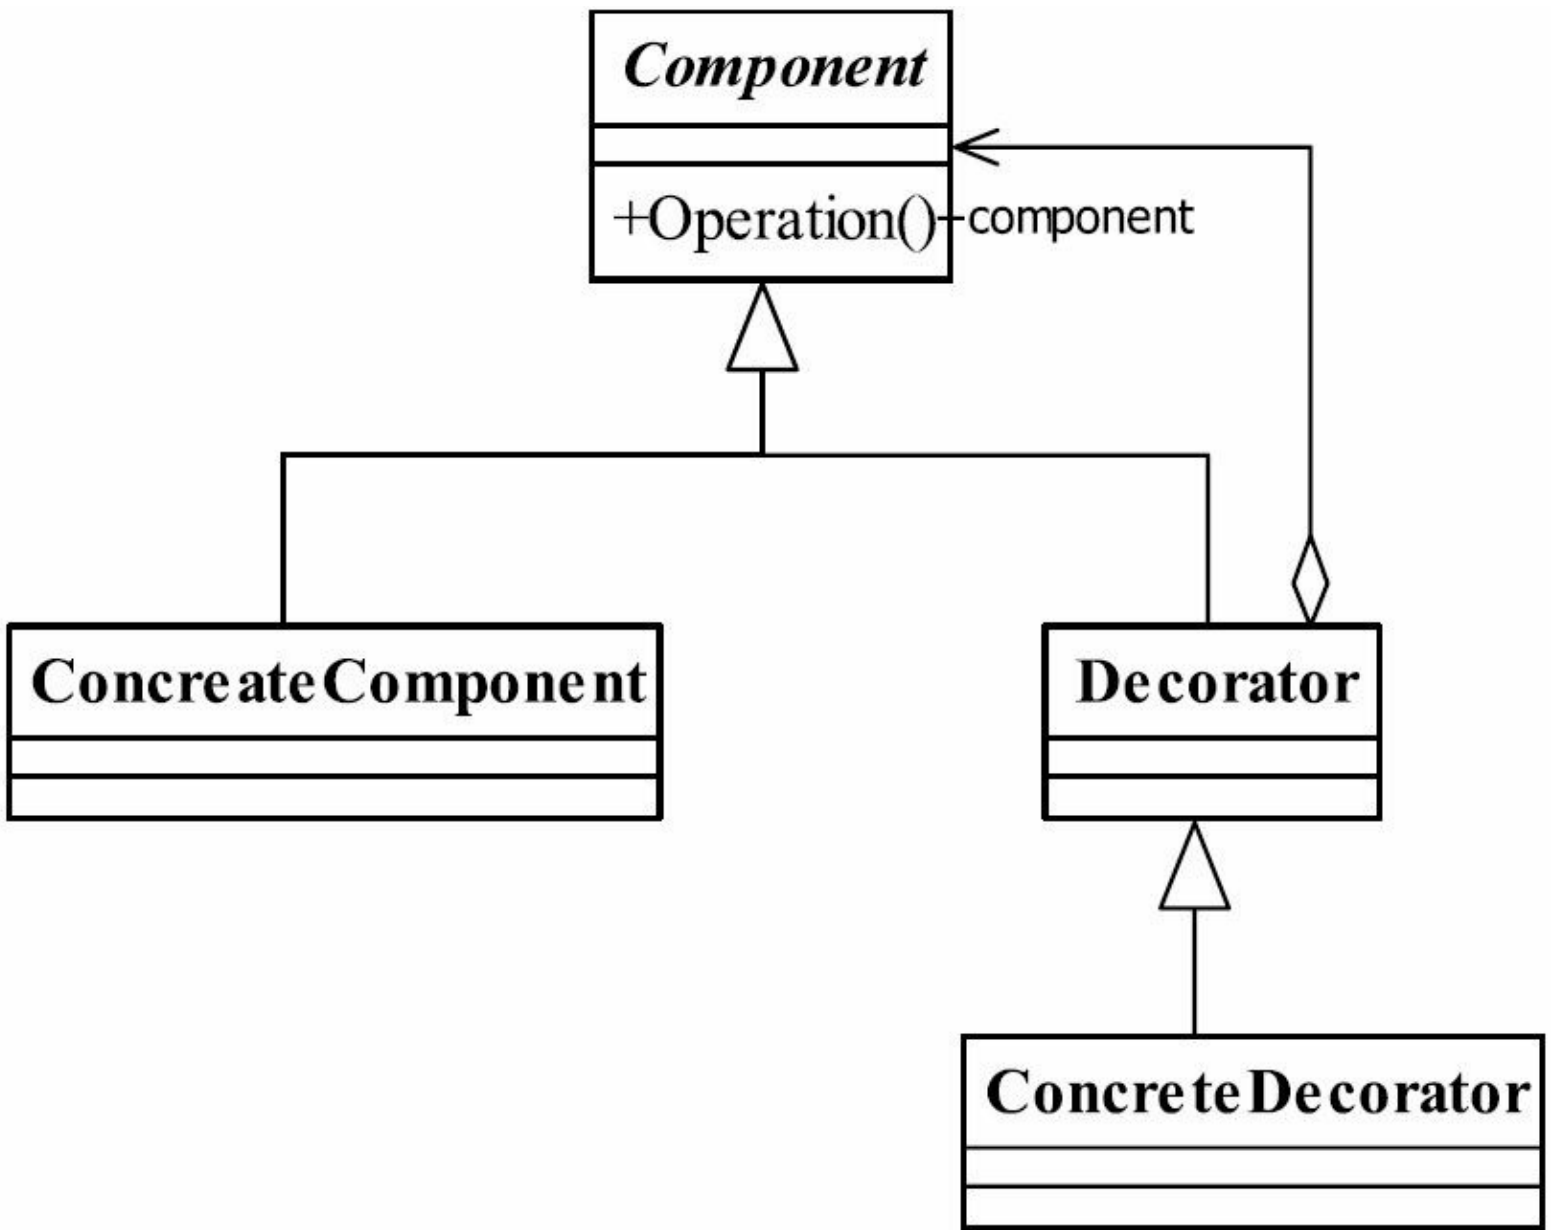 Component
+Operation()
-component
ConcreateComponent
Decorator
ConcreteDecorator